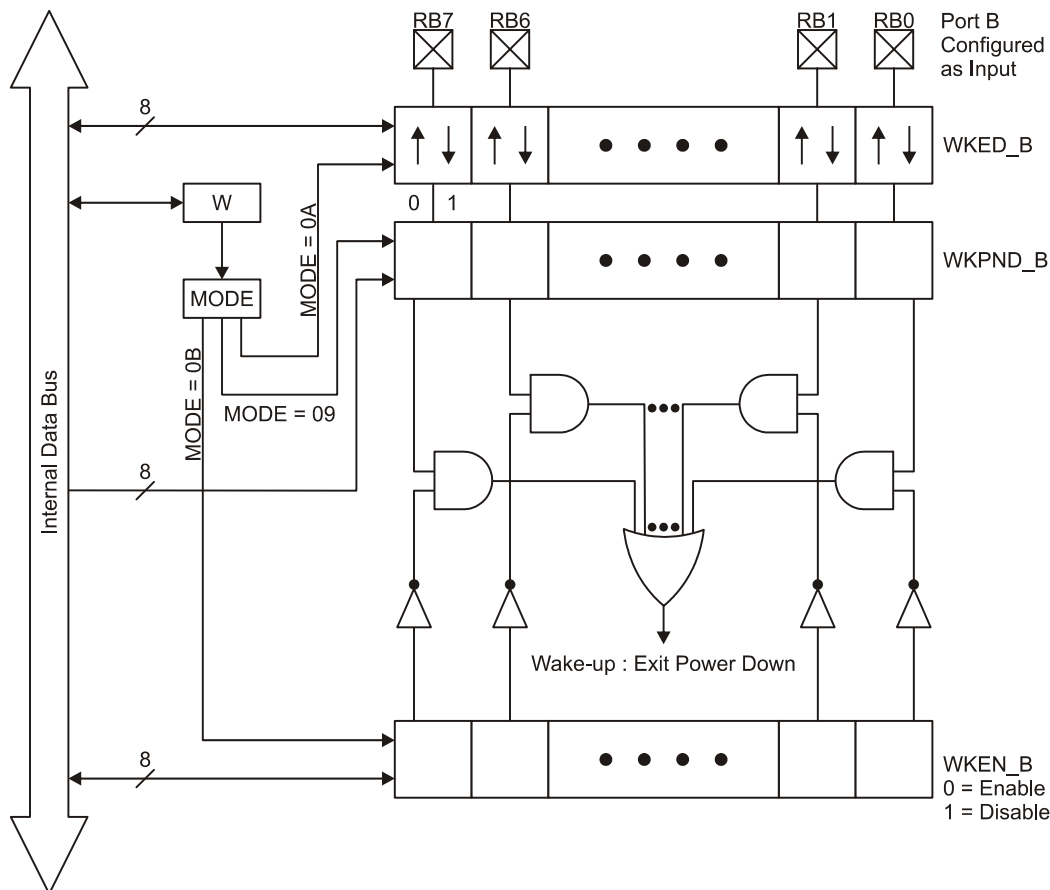 RB7 RB6 RB1 RB0
Port B
Configured
as Input
8
WKED_B
W
0 1
MODE = 0A
WKPND_B
MODE
MODE = 0B
MODE = 09
Internal Data Bus
8
Wake-up : Exit Power Down
8
WKEN_B
0 = Enable
1 = Disable